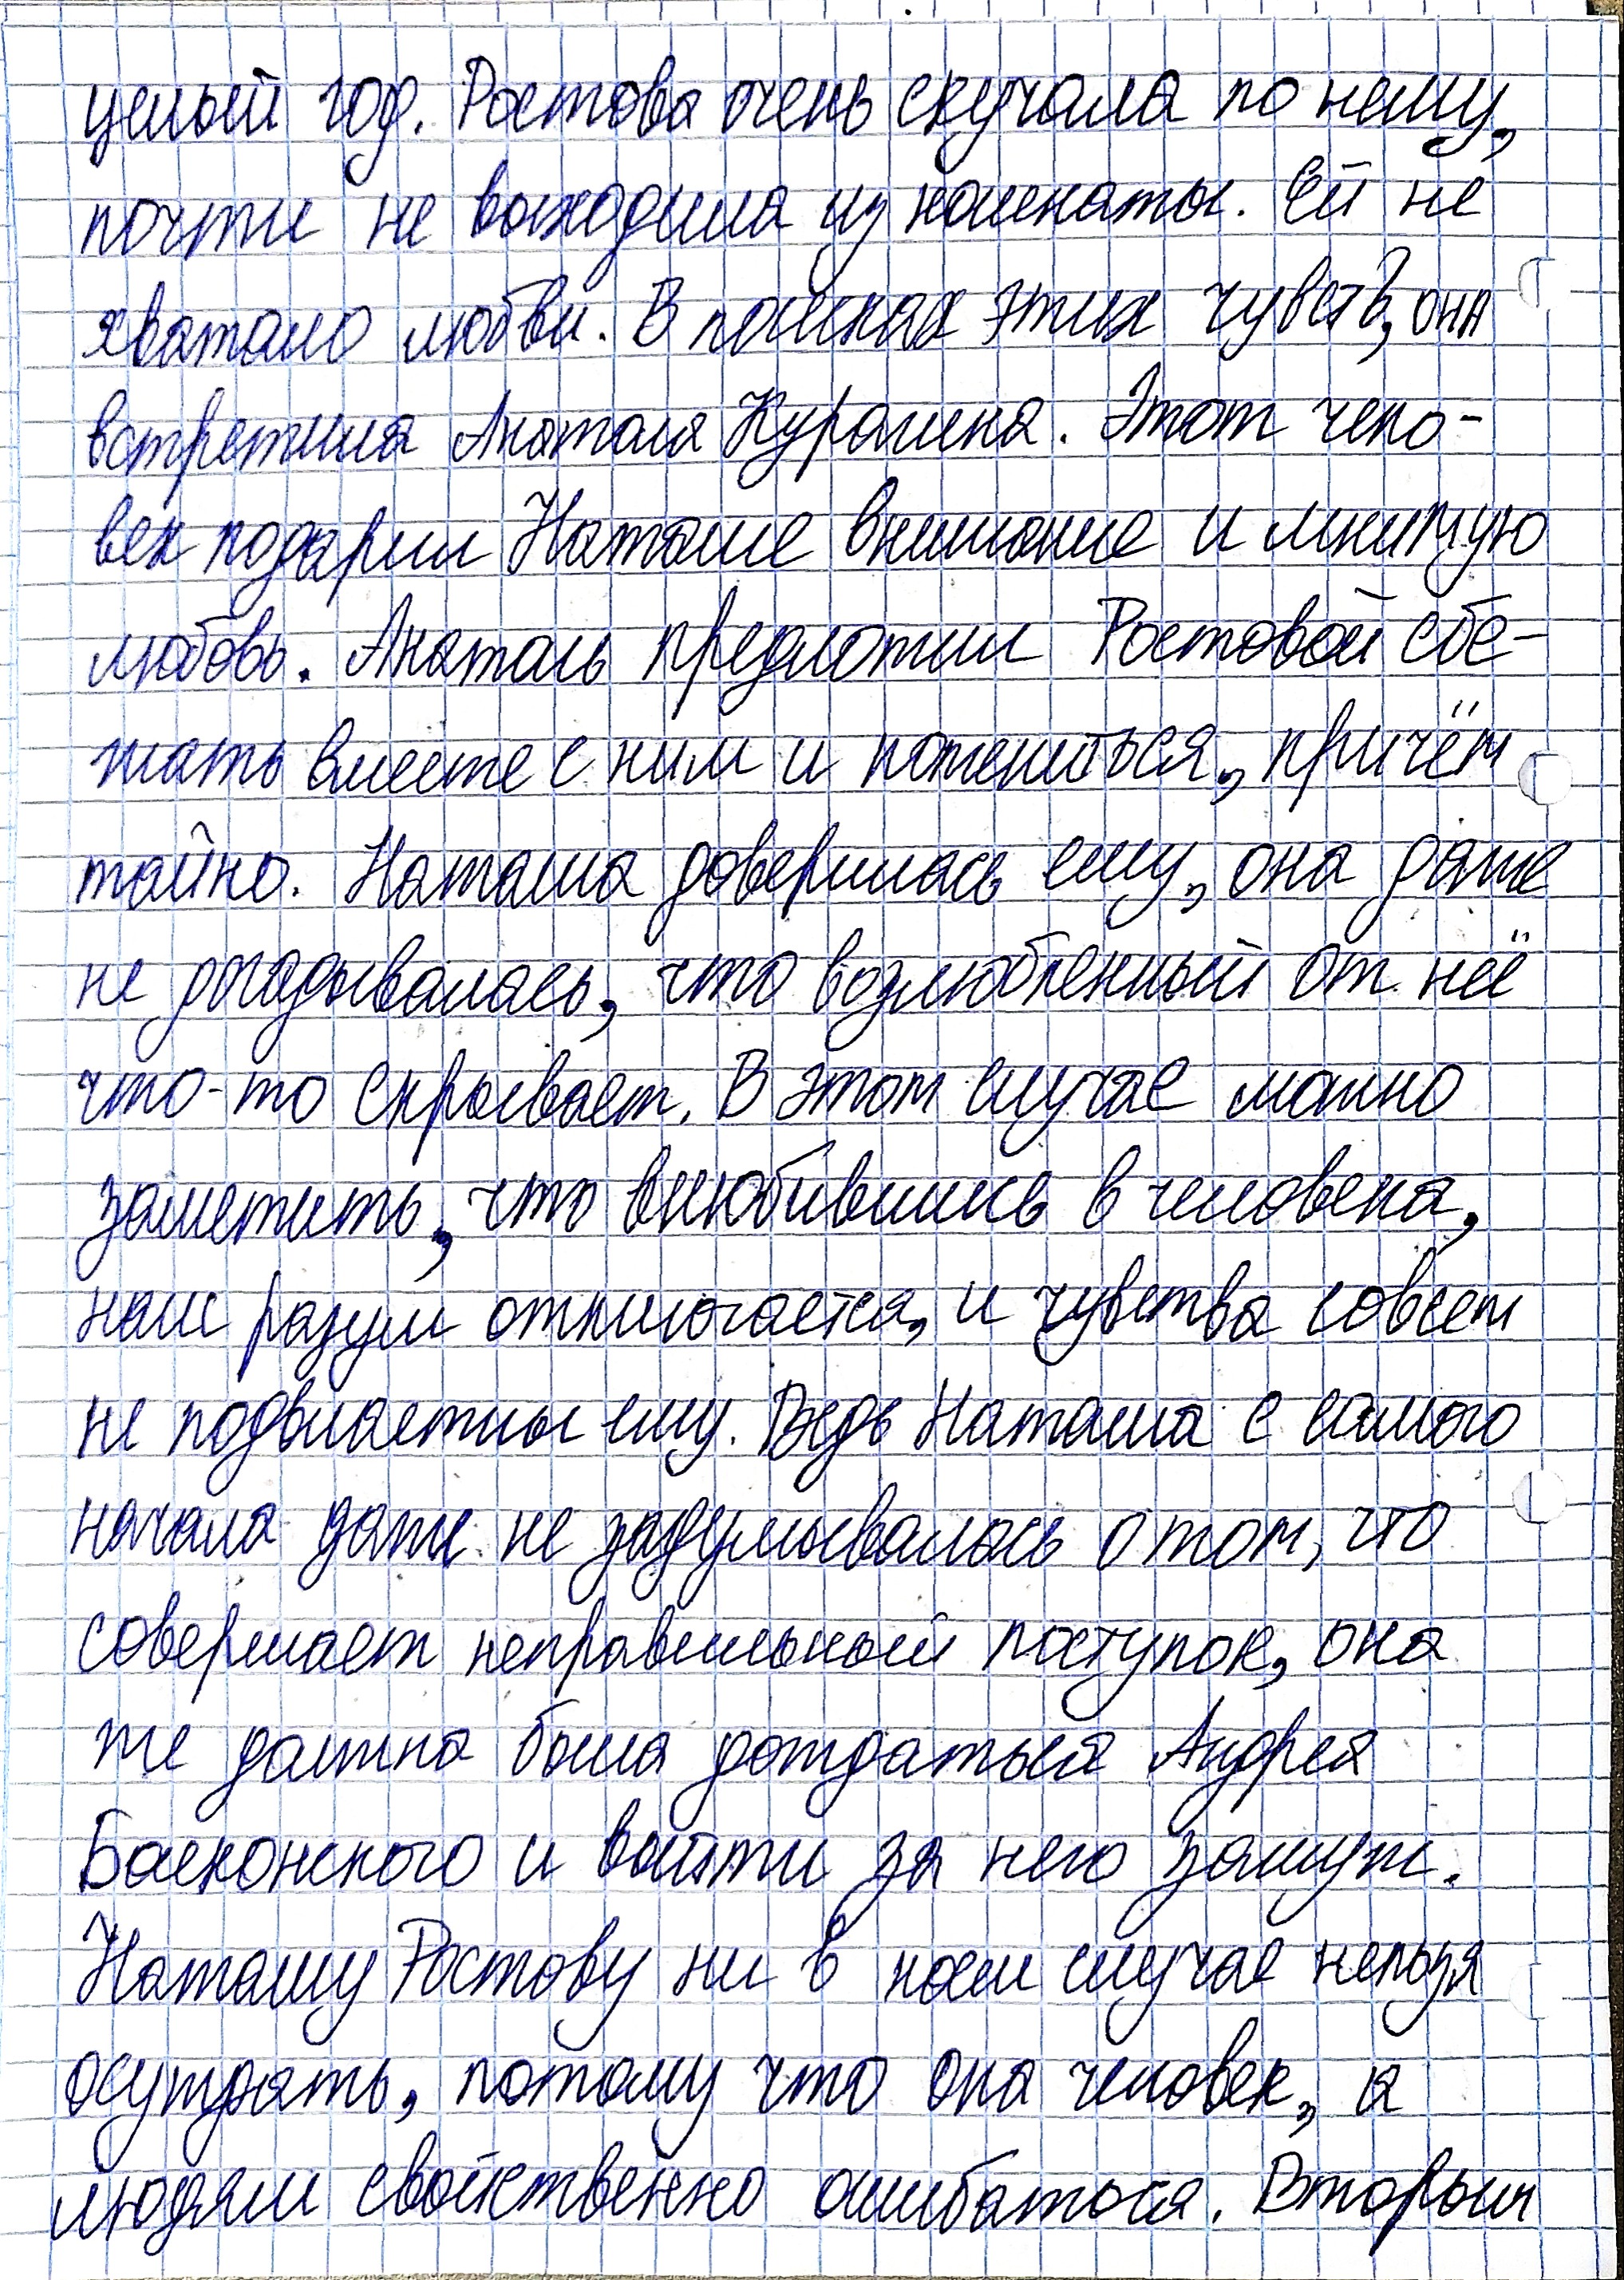 целый год. Ростова очень скучала по нему,
почти не выходила из комнаты. Ей не
хватало любви. В поисках этих чувств, она
встретила Анатоля Курагина. Этот чело-
век подарил Наташе внимание и мнимую
любовь. Анатоль предложил Ростовой сбе-
жать вместе с ним и пожениться, причём
тайно. Наташа доверилась ему, она даже
не догадывалась, что возлюбленный от неё
что-то скрывает. В этом случае можно
заметить, что влюбившись в человека,
наш разум отключается, и чувства совсем
не подвластны ему. Ведь Наташа с самого
начала даже не задумывалась о том, что
совершает неправильный поступок, она
же должна была дождаться Андрея
Болконского и выйти за него замуж.
Наташу Ростову ни в коем случае нельзя
осуждать, потому что она человек, а
людям свойственно ошибаться. Вторым